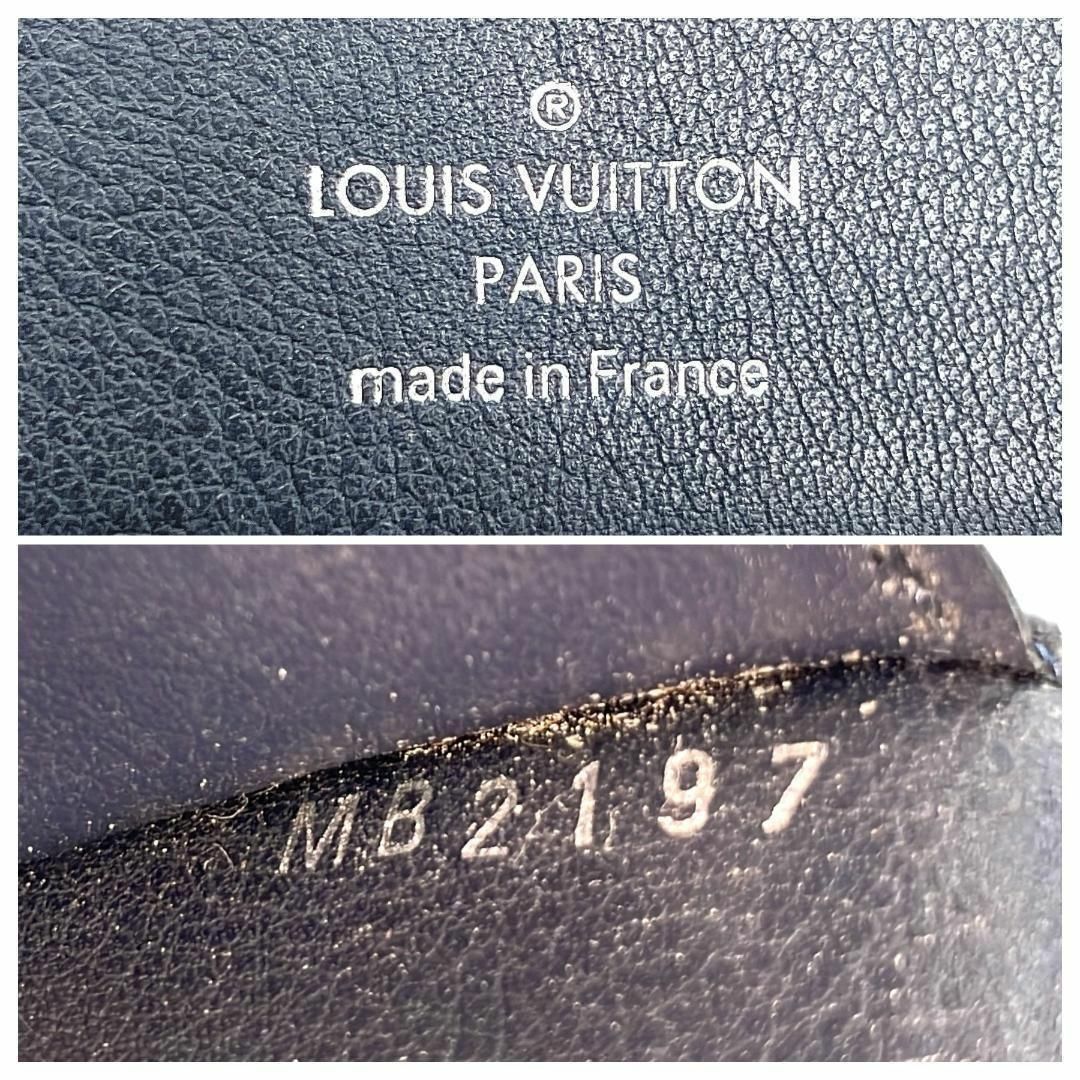 ®
LOUIS VUITTON
PARIS
made in France
MB2197